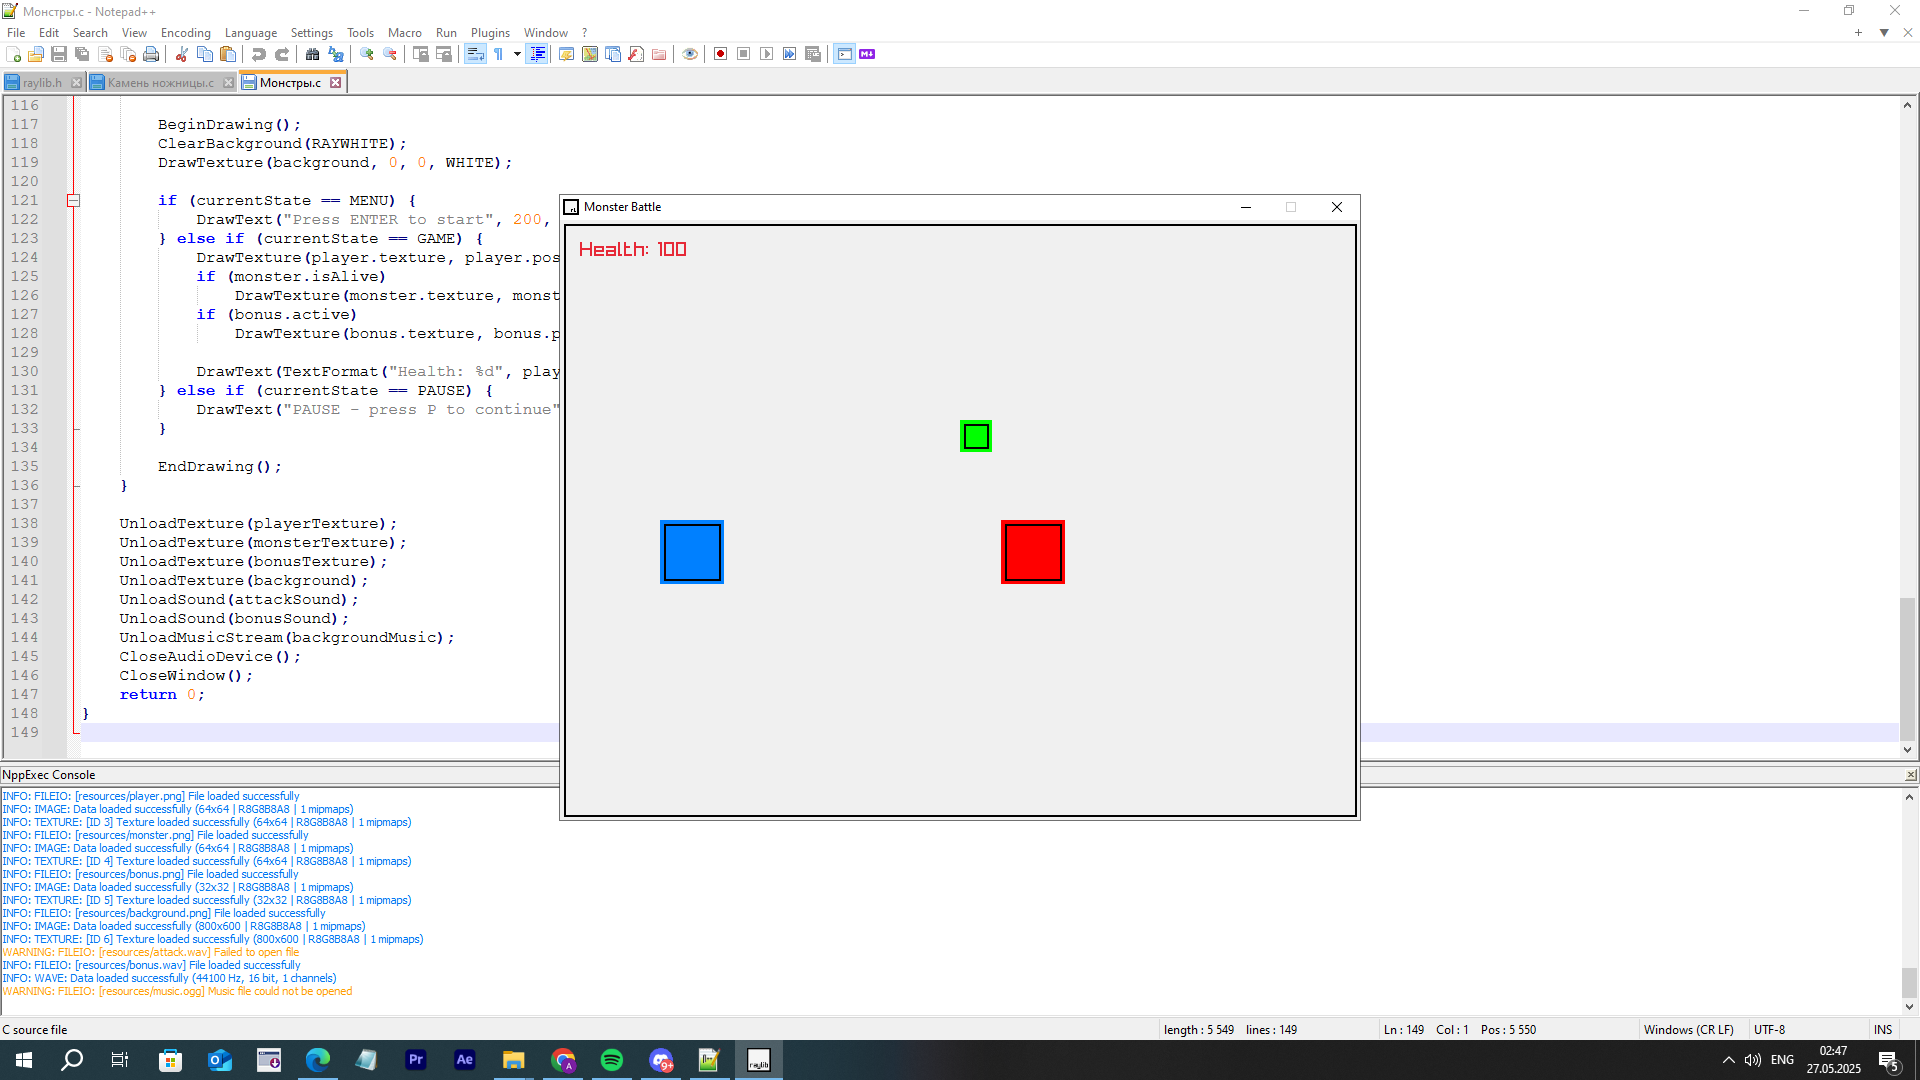 Монстры.c - Notepad++
File Edit Search View Encoding Language Settings Tools Macro Run Plugins Window ?
raylib.h Камень ножницы.c Монстры.c
116
117 BeginDrawing();
118 ClearBackground(RAYWHITE);
119 DrawTexture(background, 0, 0, WHITE);
120
121 if (currentState == MENU) {
122 DrawText("Press ENTER to start", 200,
123 } else if (currentState == GAME) {
124 DrawTexture(player.texture, player.pos
125 if (monster.isAlive)
126 DrawTexture(monster.texture, monst
127 if (bonus.active)
128 DrawTexture(bonus.texture, bonus.p
129
130 DrawText(TextFormat("Health: %d", play
131 } else if (currentState == PAUSE) {
132 DrawText("PAUSE - press P to continue"
133 }
134
135 EndDrawing();
136 }
137
138 UnloadTexture(playerTexture);
139 UnloadTexture(monsterTexture);
140 UnloadTexture(bonusTexture);
141 UnloadTexture(background);
142 UnloadSound(attackSound);
143 UnloadSound(bonusSound);
144 UnloadMusicStream(backgroundMusic);
145 CloseAudioDevice();
146 CloseWindow();
147 return 0;
148 }
149
Monster Battle
Health: 100
NppExec Console
INFO: FILEIO: [resources/player.png] File loaded successfully
INFO: IMAGE: Data loaded successfully (64x64 | R8G8B8A8 | 1 mipmaps)
INFO: TEXTURE: [ID 3] Texture loaded successfully (64x64 | R8G8B8A8 | 1 mipmaps)
INFO: FILEIO: [resources/monster.png] File loaded successfully
INFO: IMAGE: Data loaded successfully (64x64 | R8G8B8A8 | 1 mipmaps)
INFO: TEXTURE: [ID 4] Texture loaded successfully (64x64 | R8G8B8A8 | 1 mipmaps)
INFO: FILEIO: [resources/bonus.png] File loaded successfully
INFO: IMAGE: Data loaded successfully (32x32 | R8G8B8A8 | 1 mipmaps)
INFO: TEXTURE: [ID 5] Texture loaded successfully (32x32 | R8G8B8A8 | 1 mipmaps)
INFO: FILEIO: [resources/background.png] File loaded successfully
INFO: IMAGE: Data loaded successfully (800x600 | R8G8B8A8 | 1 mipmaps)
INFO: TEXTURE: [ID 6] Texture loaded successfully (800x600 | R8G8B8A8 | 1 mipmaps)
WARNING: FILEIO: [resources/attack.wav] Failed to open file
INFO: FILEIO: [resources/bonus.wav] File loaded successfully
INFO: WAVE: Data loaded successfully (44100 Hz, 16 bit, 1 channels)
WARNING: FILEIO: [resources/music.ogg] Music file could not be opened
C source file length : 5 549 lines : 149 Ln : 149 Col : 1 Pos : 5 550 Windows (CR LF) UTF-8 INS
Pr Ae A 9+ raylib ENG 02:47
27.05.2025 5